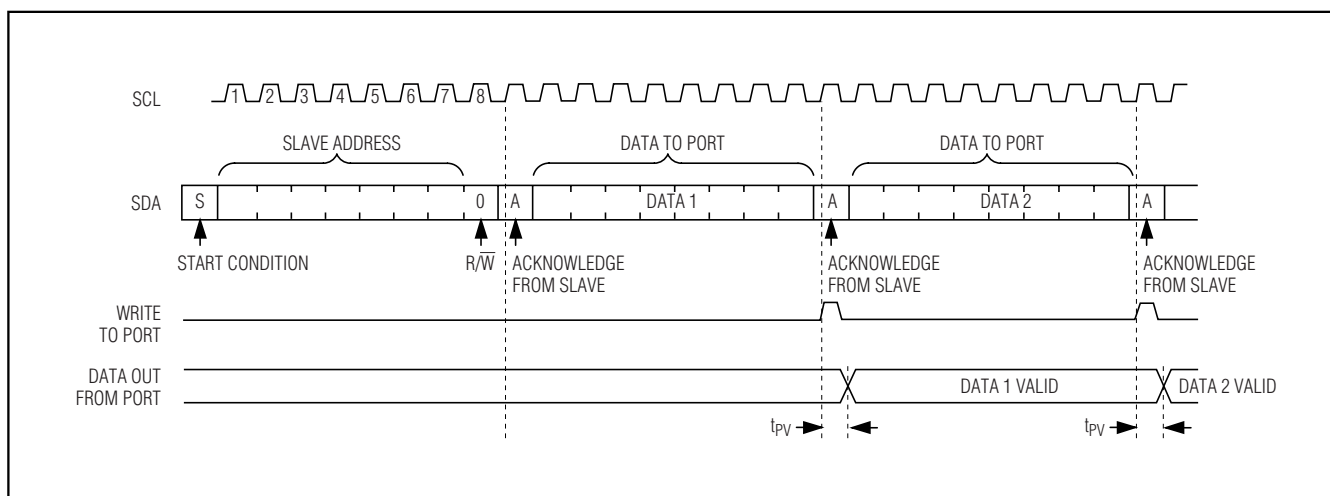 SCL
1 2 3 4 5 6 7 8
SLAVE ADDRESS DATA TO PORT DATA TO PORT
SDA S 0 A DATA 1 A DATA 2 A
START CONDITION R/W̅ ACKNOWLEDGE FROM SLAVE ACKNOWLEDGE FROM SLAVE ACKNOWLEDGE FROM SLAVE
WRITE TO PORT
DATA OUT FROM PORT DATA 1 VALID DATA 2 VALID
tPV tPV